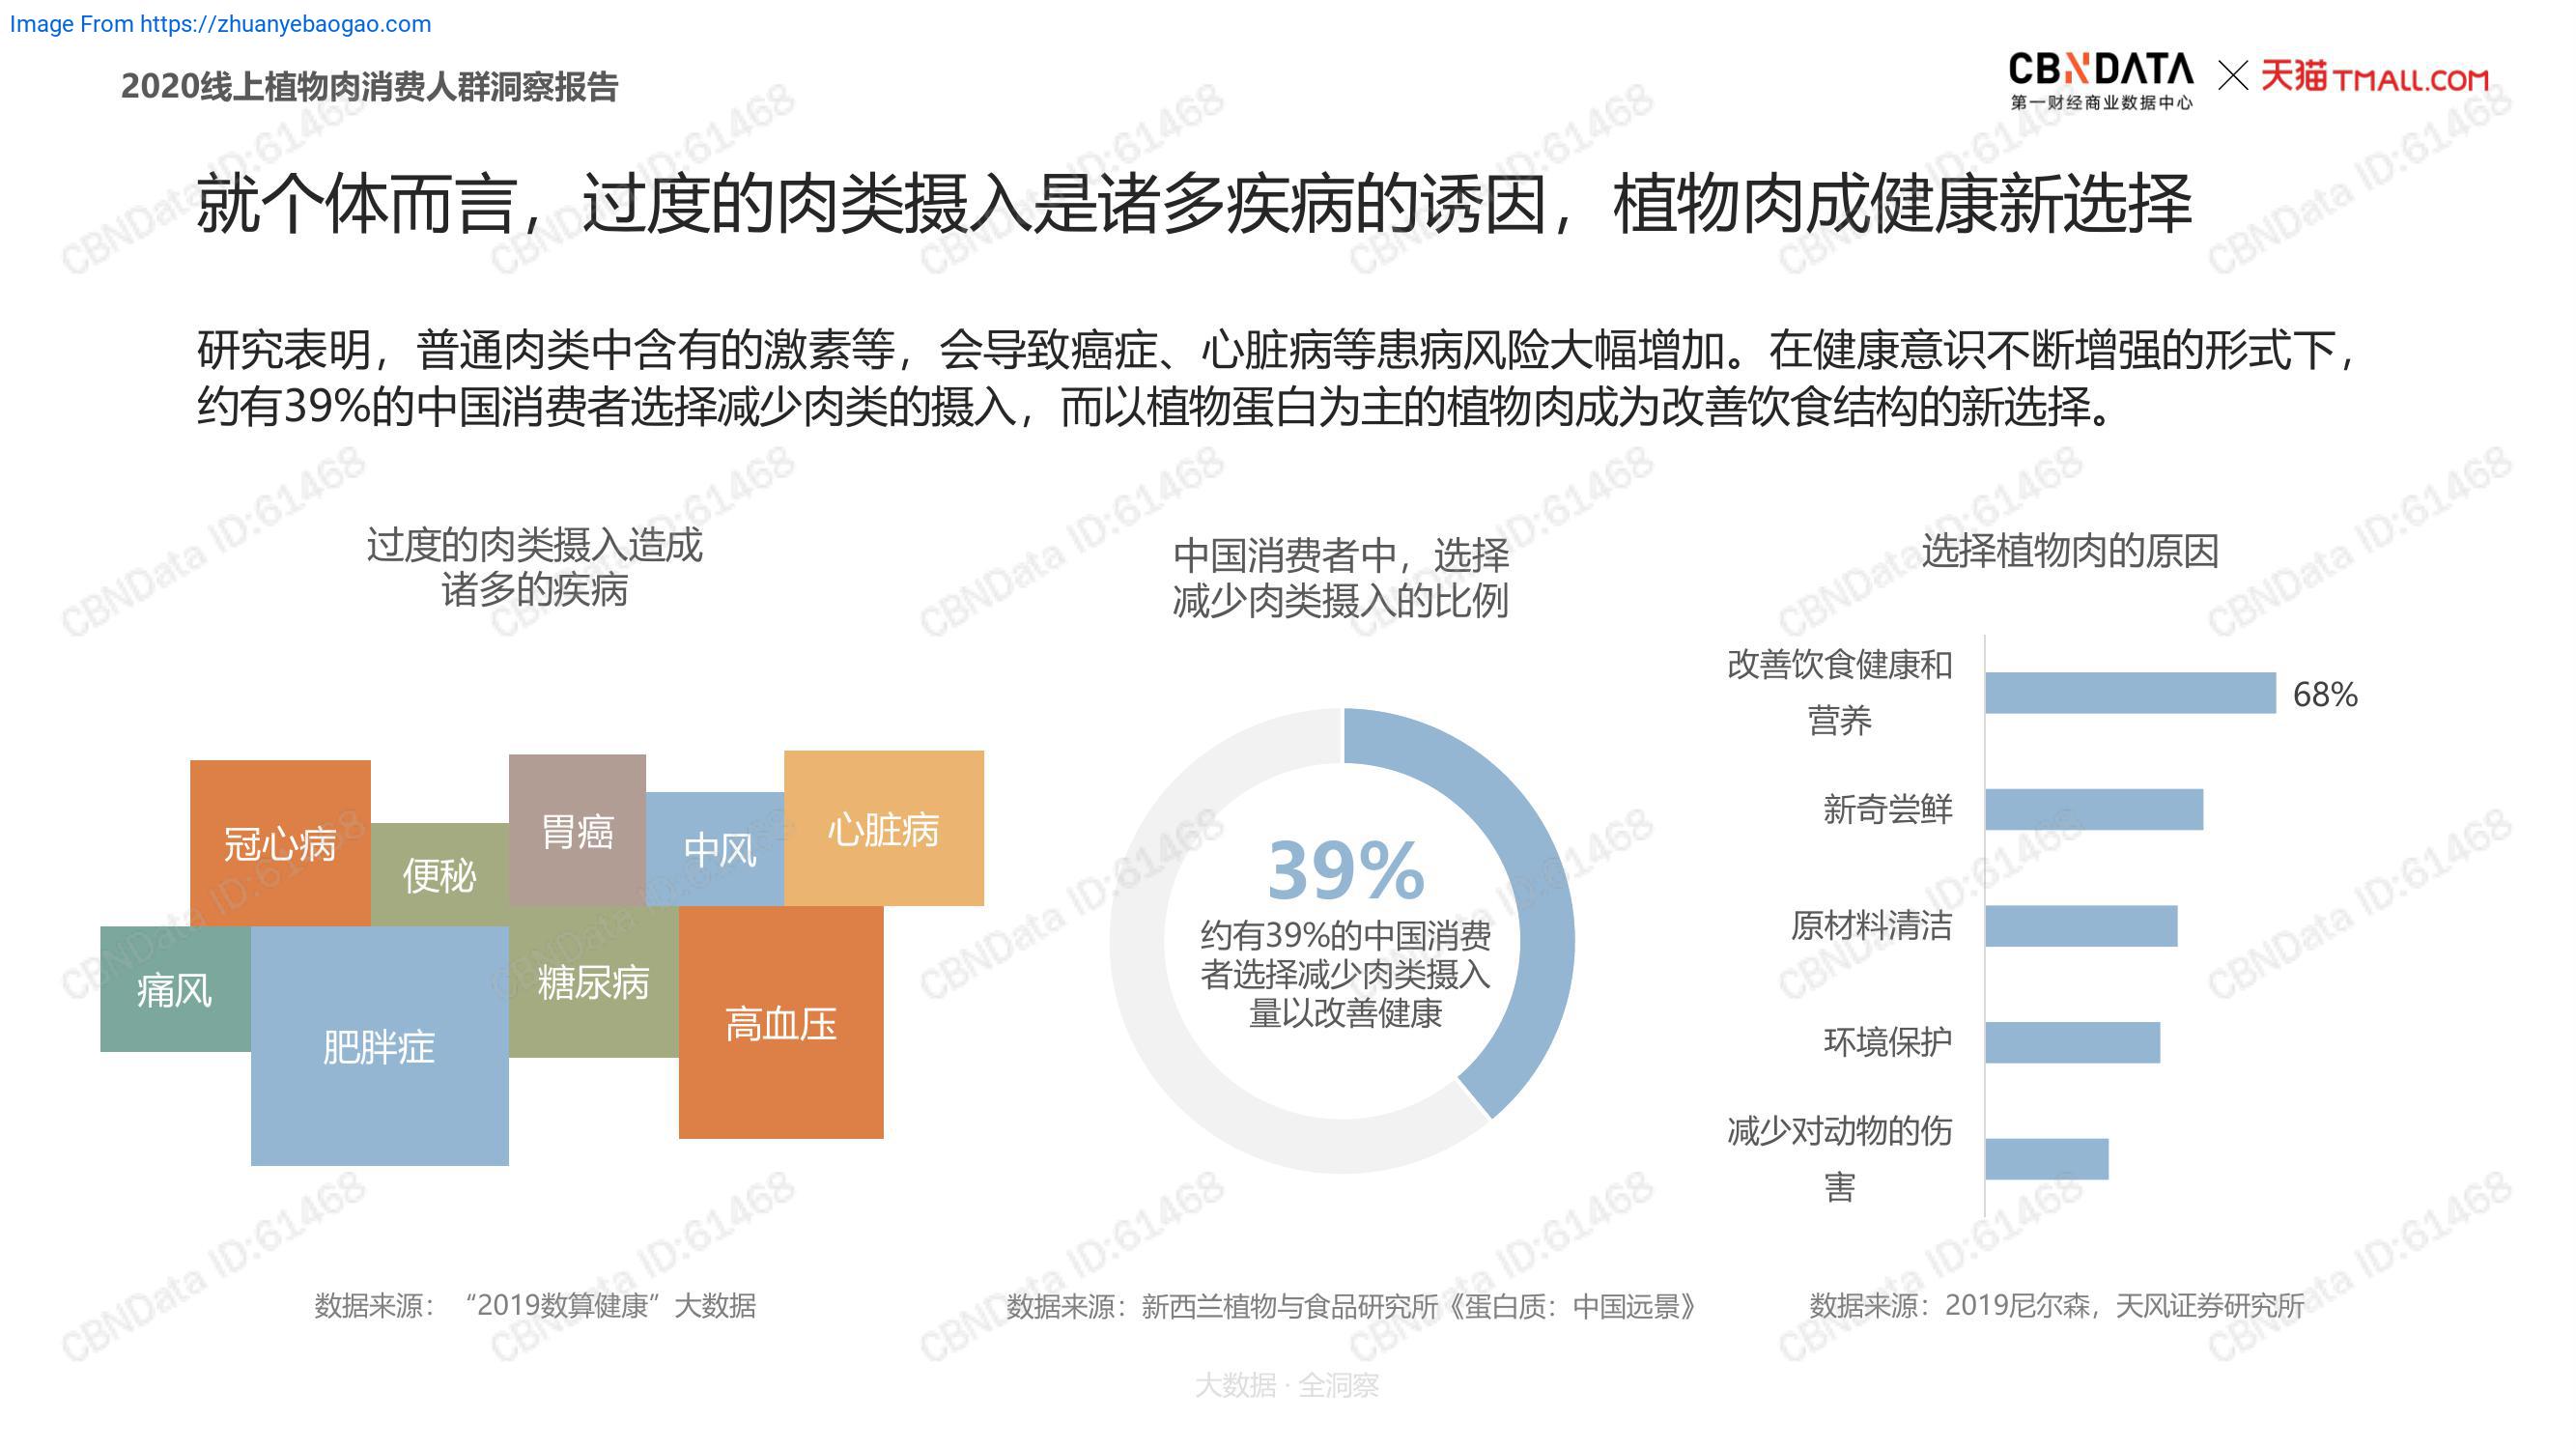 Image From https://zhuanyebaogao.com
2020线上植物肉消费人群洞察报告
CBNDATA
第一财经商业数据中心
天猫TMALL.COM
就个体而言，过度的肉类摄入是诸多疾病的诱因，植物肉成健康新选择
研究表明，普通肉类中含有的激素等，会导致癌症、心脏病等患病风险大幅增加。在健康意识不断增强的形式下，
约有39%的中国消费者选择减少肉类的摄入，而以植物蛋白为主的植物肉成为改善饮食结构的新选择。
过度的肉类摄入造成
诸多的疾病
冠心病
便秘
胃癌
中风
心脏病
痛风
肥胖症
糖尿病
高血压
数据来源：“2019数算健康”大数据
中国消费者中，选择
减少肉类摄入的比例
39%
约有39%的中国消费
者选择减少肉类摄入
量以改善健康
数据来源：新西兰植物与食品研究所《蛋白质：中国远景》
选择植物肉的原因
改善饮食健康和
营养
68%
新奇尝鲜
原材料清洁
环境保护
减少对动物的伤
害
数据来源：2019尼尔森，天风证券研究所
大数据·全洞察
CBNData ID:61468